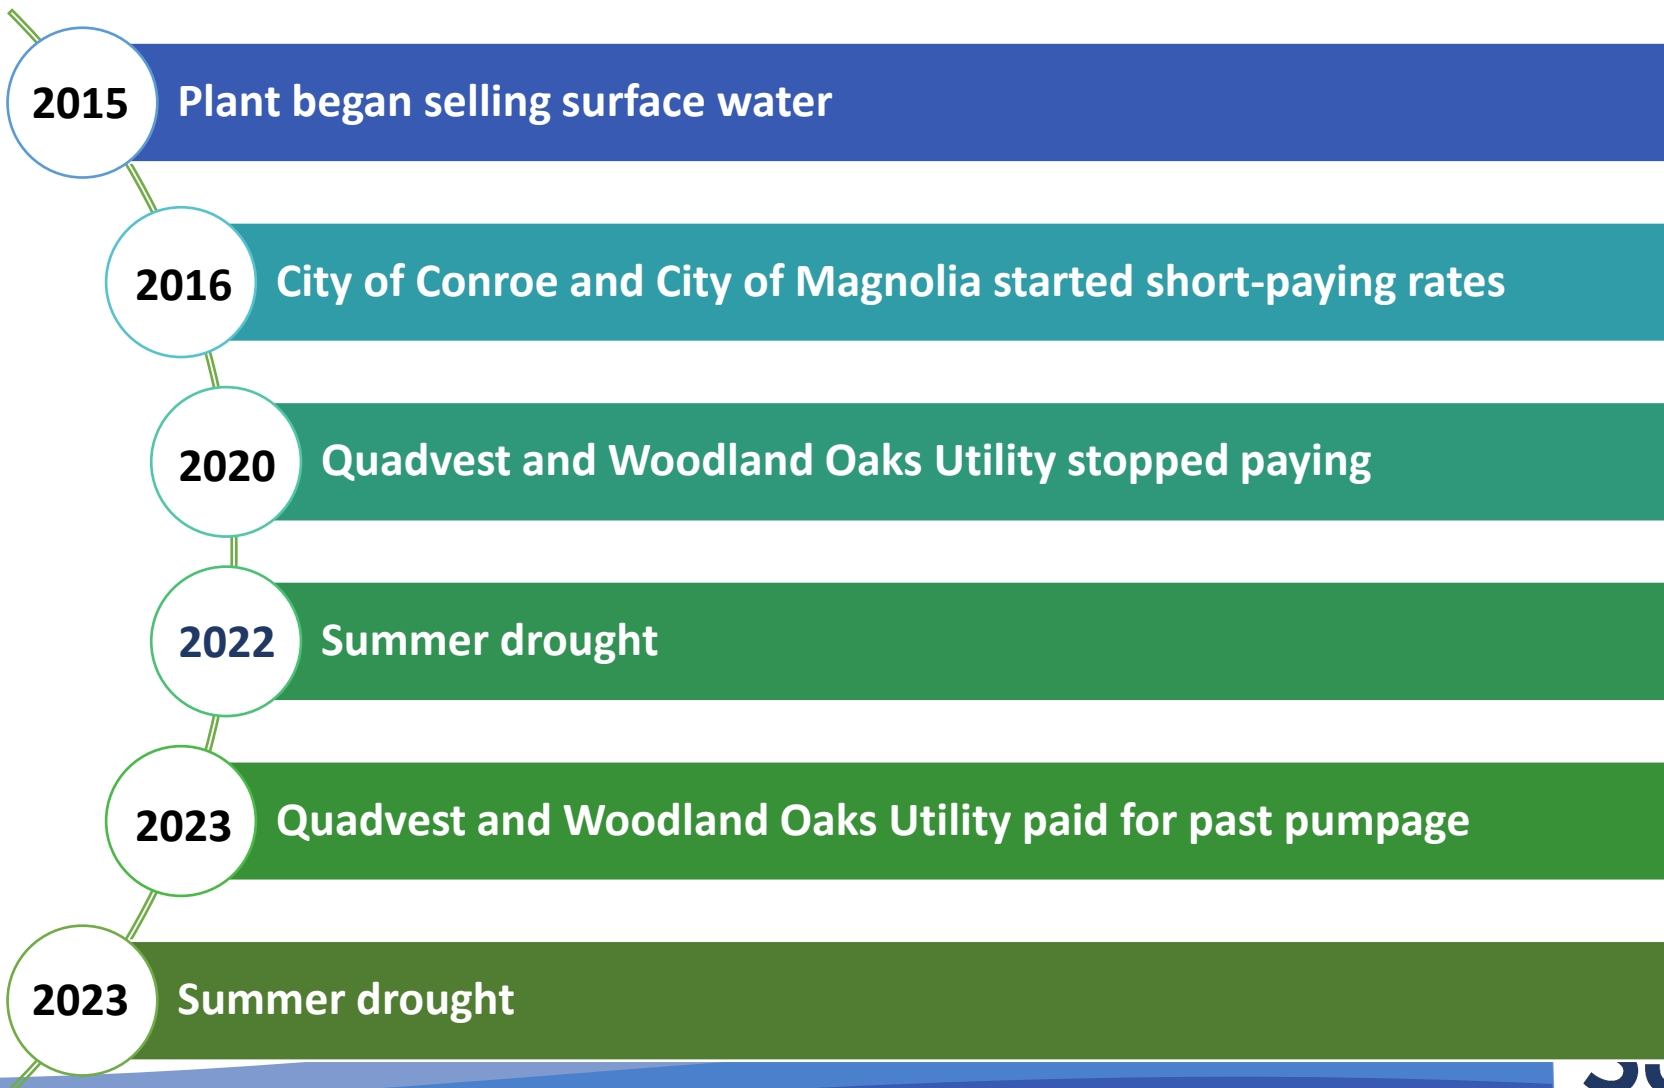 2015 Plant began selling surface water
2016 City of Conroe and City of Magnolia started short-paying rates
2020 Quadvest and Woodland Oaks Utility stopped paying
2022 Summer drought
2023 Quadvest and Woodland Oaks Utility paid for past pumpage
2023 Summer drought